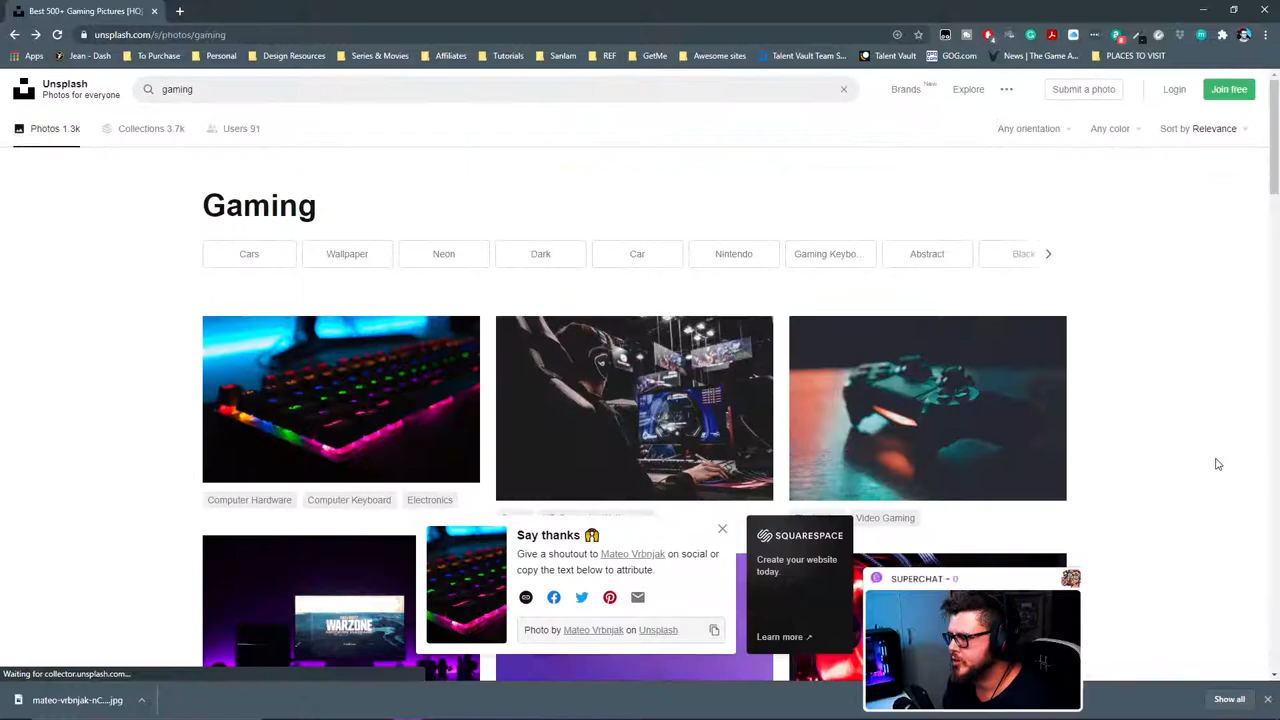 Best 500+ Gaming Pictures [HQ]
unsplash.com/s/photos/gaming
Apps
Jean - Dash
To Purchase
Personal
Design Resources
Series & Movies
Affiliates
Tutorials
Sanlam
REF
GetMe
Awesome sites
Talent Vault Team S...
Talent Vault
GOG.com
News | The Game A...
PLACES TO VISIT
Unsplash
Photos for everyone
gaming
Brands New
Explore
Submit a photo
Login
Join free
Photos 1.3k
Collections 3.7k
Users 91
Any orientation
Any color
Sort by Relevance
Gaming
Cars
Wallpaper
Neon
Dark
Car
Nintendo
Gaming Keybo...
Abstract
Black
Computer Hardware
Computer Keyboard
Electronics
Video Gaming
WARZONE
Say thanks 🙌
Give a shoutout to Mateo Vrbnjak on social or
copy the text below to attribute.
Photo by Mateo Vrbnjak on Unsplash
SQUARESPACE
Create your website
today.
Learn more ↗
SUPERCHAT - 0
Waiting for collector.unsplash.com...
mateo-vrbnjak-nC....jpg
Show all